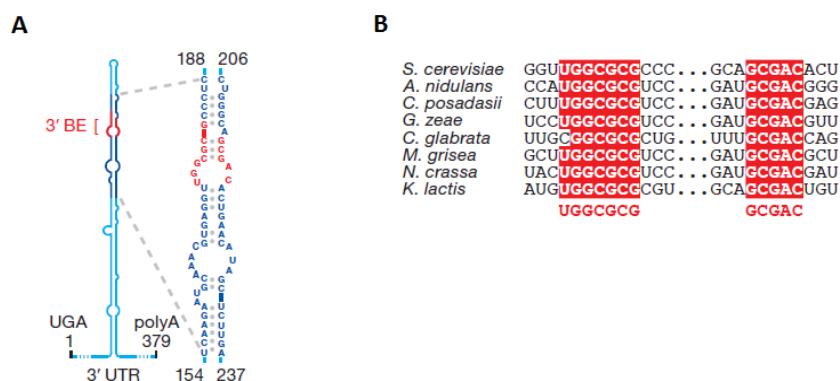 A
188 206
3′ BE [
UGA
1
polyA
379
3′ UTR
154 237
B
S. cerevisiae GGUUGGCGCGCCC...GCAGCGACACU
A. nidulans CCAUGGCGCGUCC...GAUGCGACGGG
C. posadasii CUUUGGCGCGUCC...GAUGCGACGAG
G. zeae UCCUGGCGCGUCC...GAUGCGACGUU
C. glabrata UUGCGGCGCGCUG...UUUGCGACCAG
M. grisea GCUUGGCGCGUCC...GAUGCGACGCU
N. crassa UACUGGCGCGUCC...GAUGCGACGAU
K. lactis AUGUGGCGCGCGU...GCAGCGACUGU
UGGCGCG GCGAC